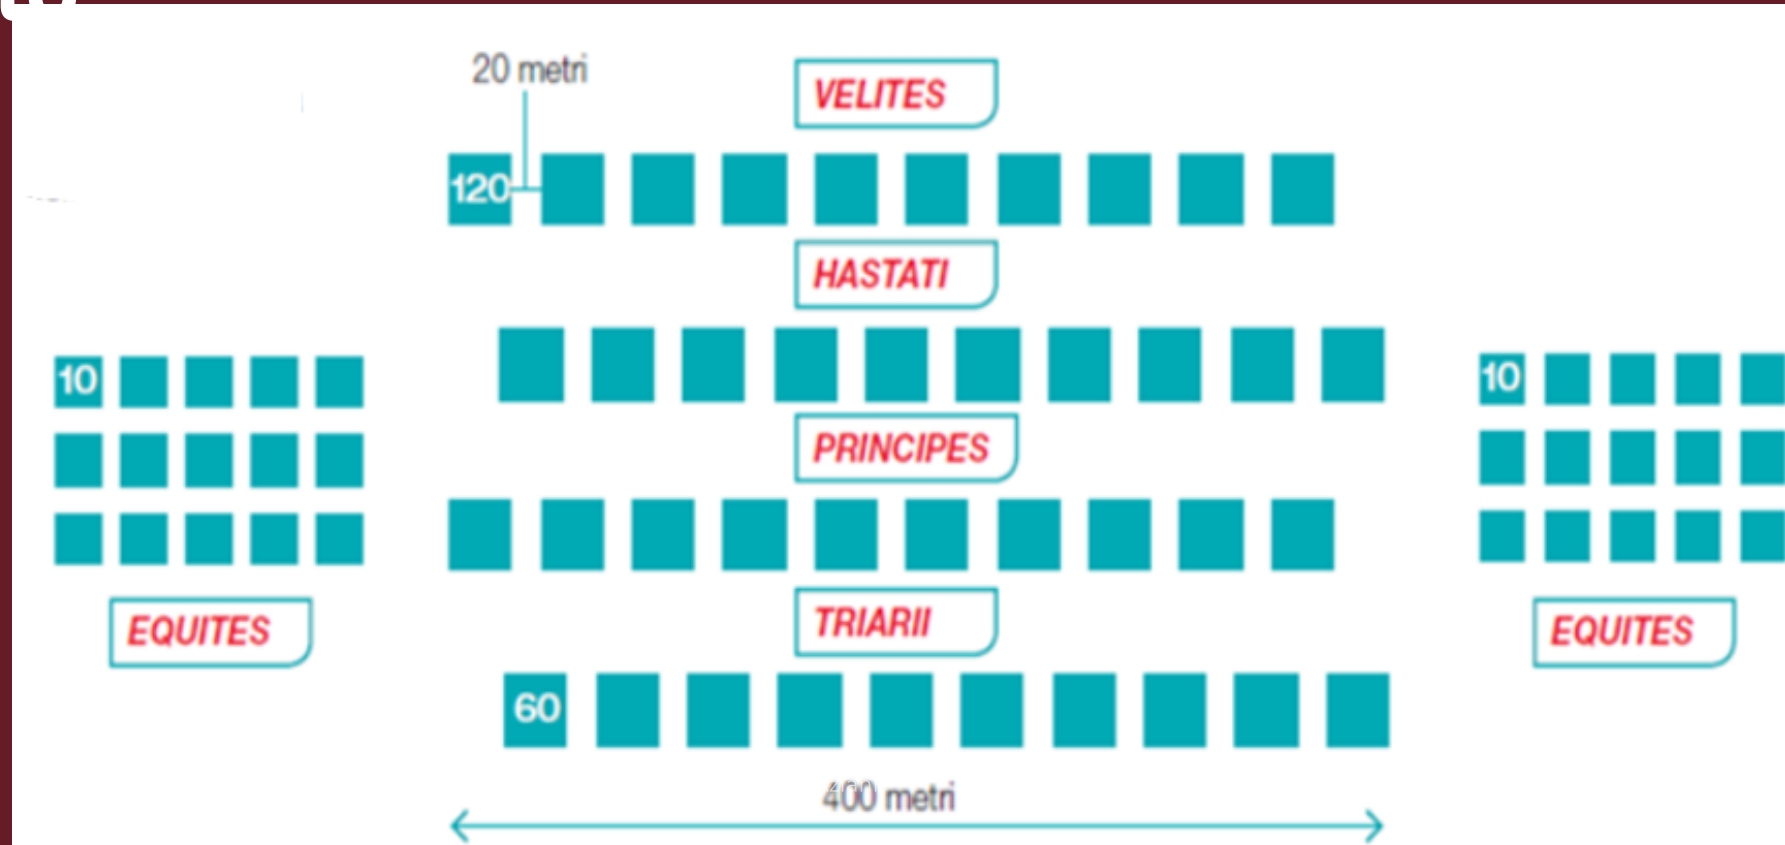 20 metri
VELITES
120
HASTATI
10
10
PRINCIPES
TRIARII
EQUITES
EQUITES
60
400 metri